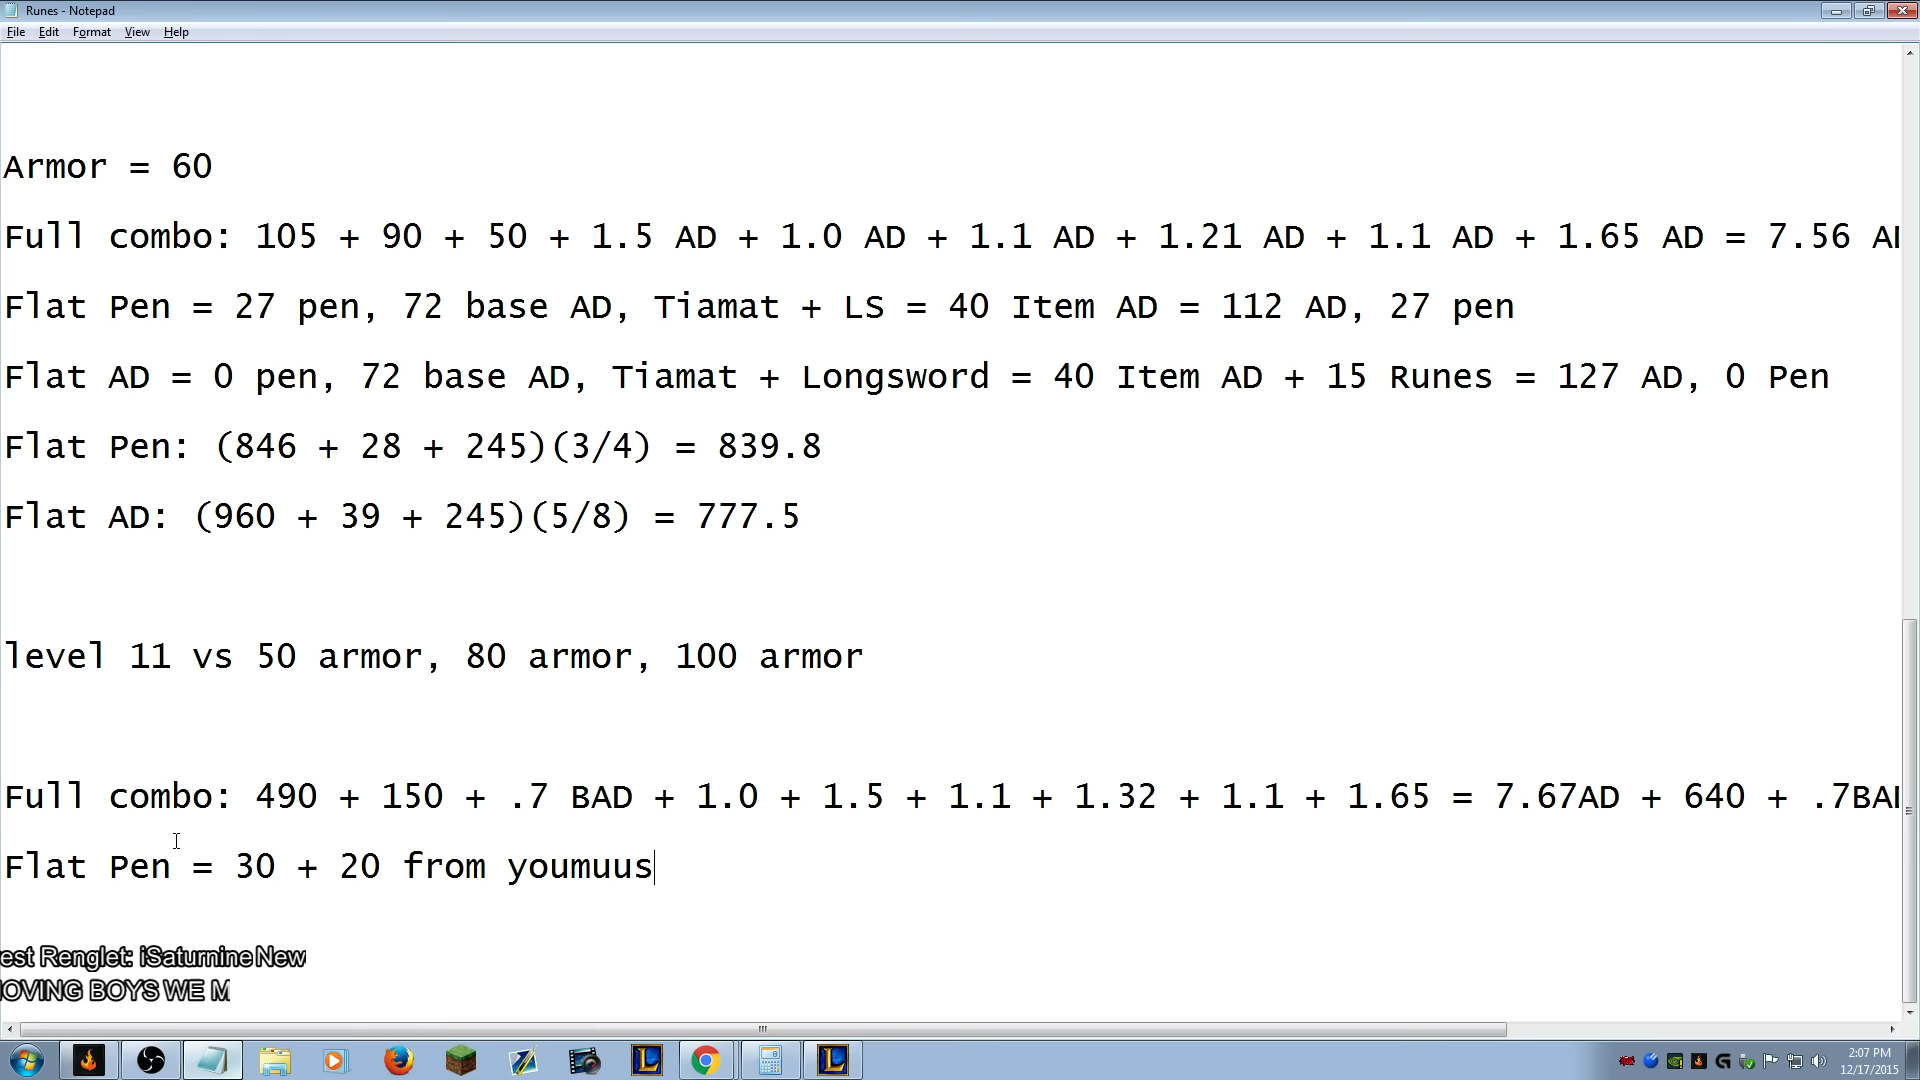 Runes - Notepad
File Edit Format View Help
Armor = 60
Full combo: 105 + 90 + 50 + 1.5 AD + 1.0 AD + 1.1 AD + 1.21 AD + 1.1 AD + 1.65 AD = 7.56
Flat Pen = 27 pen, 72 base AD, Tiamat + LS = 40 Item AD = 112 AD, 27 pen
Flat AD = 0 pen, 72 base AD, Tiamat + Longsword = 40 Item AD + 15 Runes = 127 AD, 0 Pen
Flat Pen: (846 + 28 + 245)(3/4) = 839.8
Flat AD: (960 + 39 + 245)(5/8) = 777.5
level 11 vs 50 armor, 80 armor, 100 armor
Full combo: 490 + 150 + .7 BAD + 1.0 + 1.5 + 1.1 + 1.32 + 1.1 + 1.65 = 7.67AD + 640 +
Flat Pen = 30 + 20 from youmuus
est Renglet: iSaturnine New
OVING BOYS WE M
2:07 PM
12/17/2015